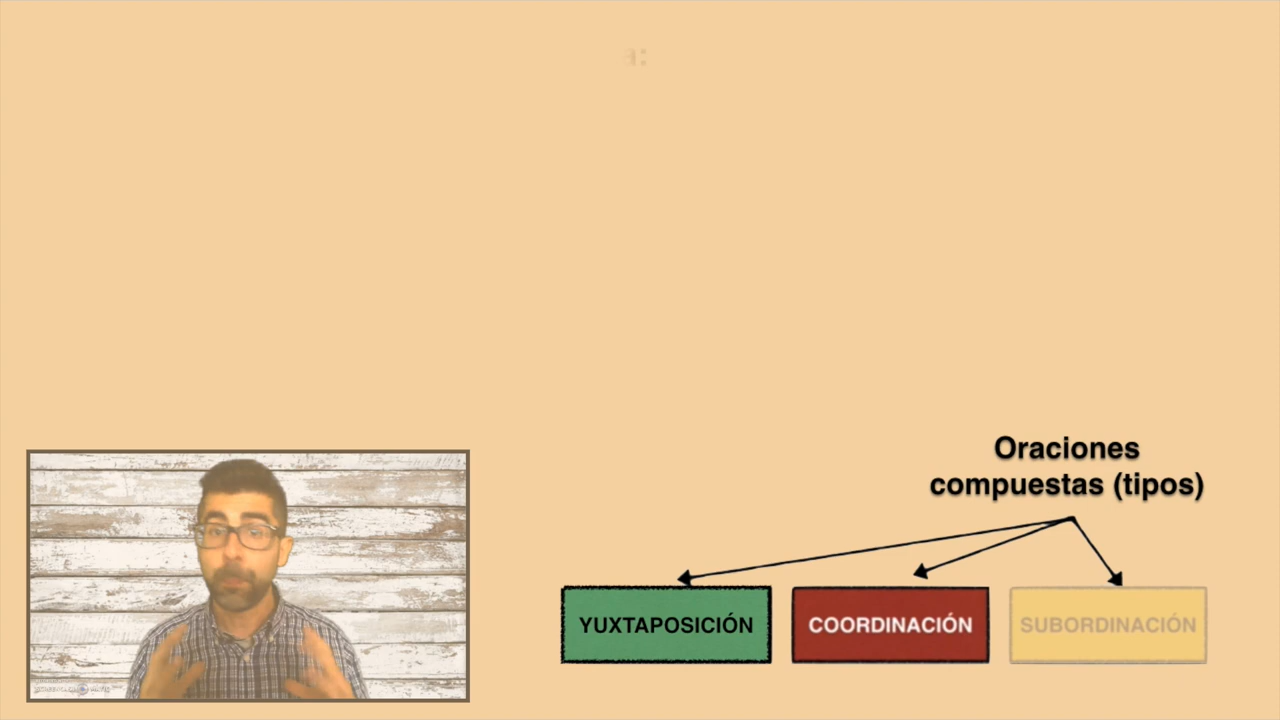 Oraciones
compuestas (tipos)
YUXTAPOSICIÓN
COORDINACIÓN
SUBORDINACIÓN